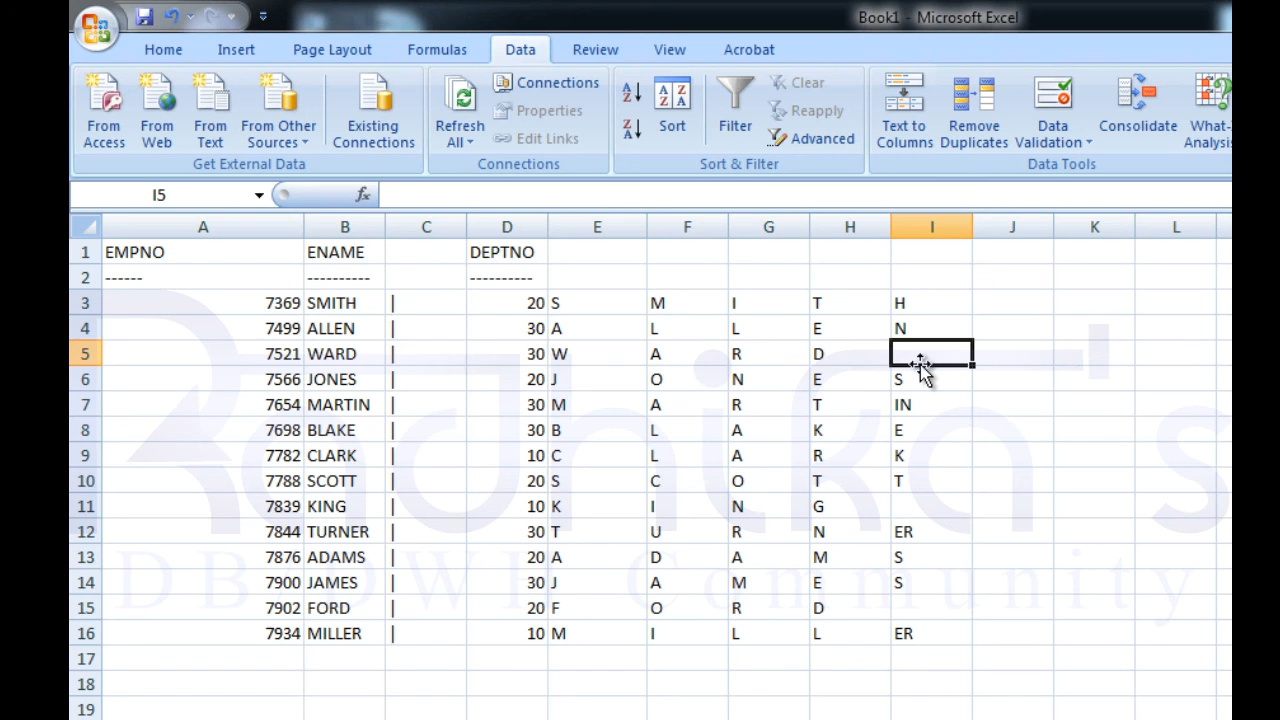 Book1 - Microsoft Excel
Home Insert Page Layout Formulas Data Review View Acrobat
From Access From Web From Text From Other Sources Existing Connections Refresh All Connections Properties Edit Links Sort Filter Clear Reapply Advanced Text to Columns Remove Duplicates Data Validation Consolidate What- Analysis
Get External Data Connections Sort & Filter Data Tools
I5 fx
A B C D E F G H I J K L
1 EMPNO ENAME DEPTNO
2 ------ ---------- ----------
3 7369 SMITH | 20 S M I T H
4 7499 ALLEN | 30 A L L E N
5 7521 WARD | 30 W A R D
6 7566 JONES | 20 J O N E S
7 7654 MARTIN | 30 M A R T IN
8 7698 BLAKE | 30 B L A K E
9 7782 CLARK | 10 C L A R K
10 7788 SCOTT | 20 S C O T T
11 7839 KING | 10 K I N G
12 7844 TURNER | 30 T U R N ER
13 7876 ADAMS | 20 A D A M S
14 7900 JAMES | 30 J A M E S
15 7902 FORD | 20 F O R D
16 7934 MILLER | 10 M I L L ER
17
18
19
Radhika's
DB/DWH Community